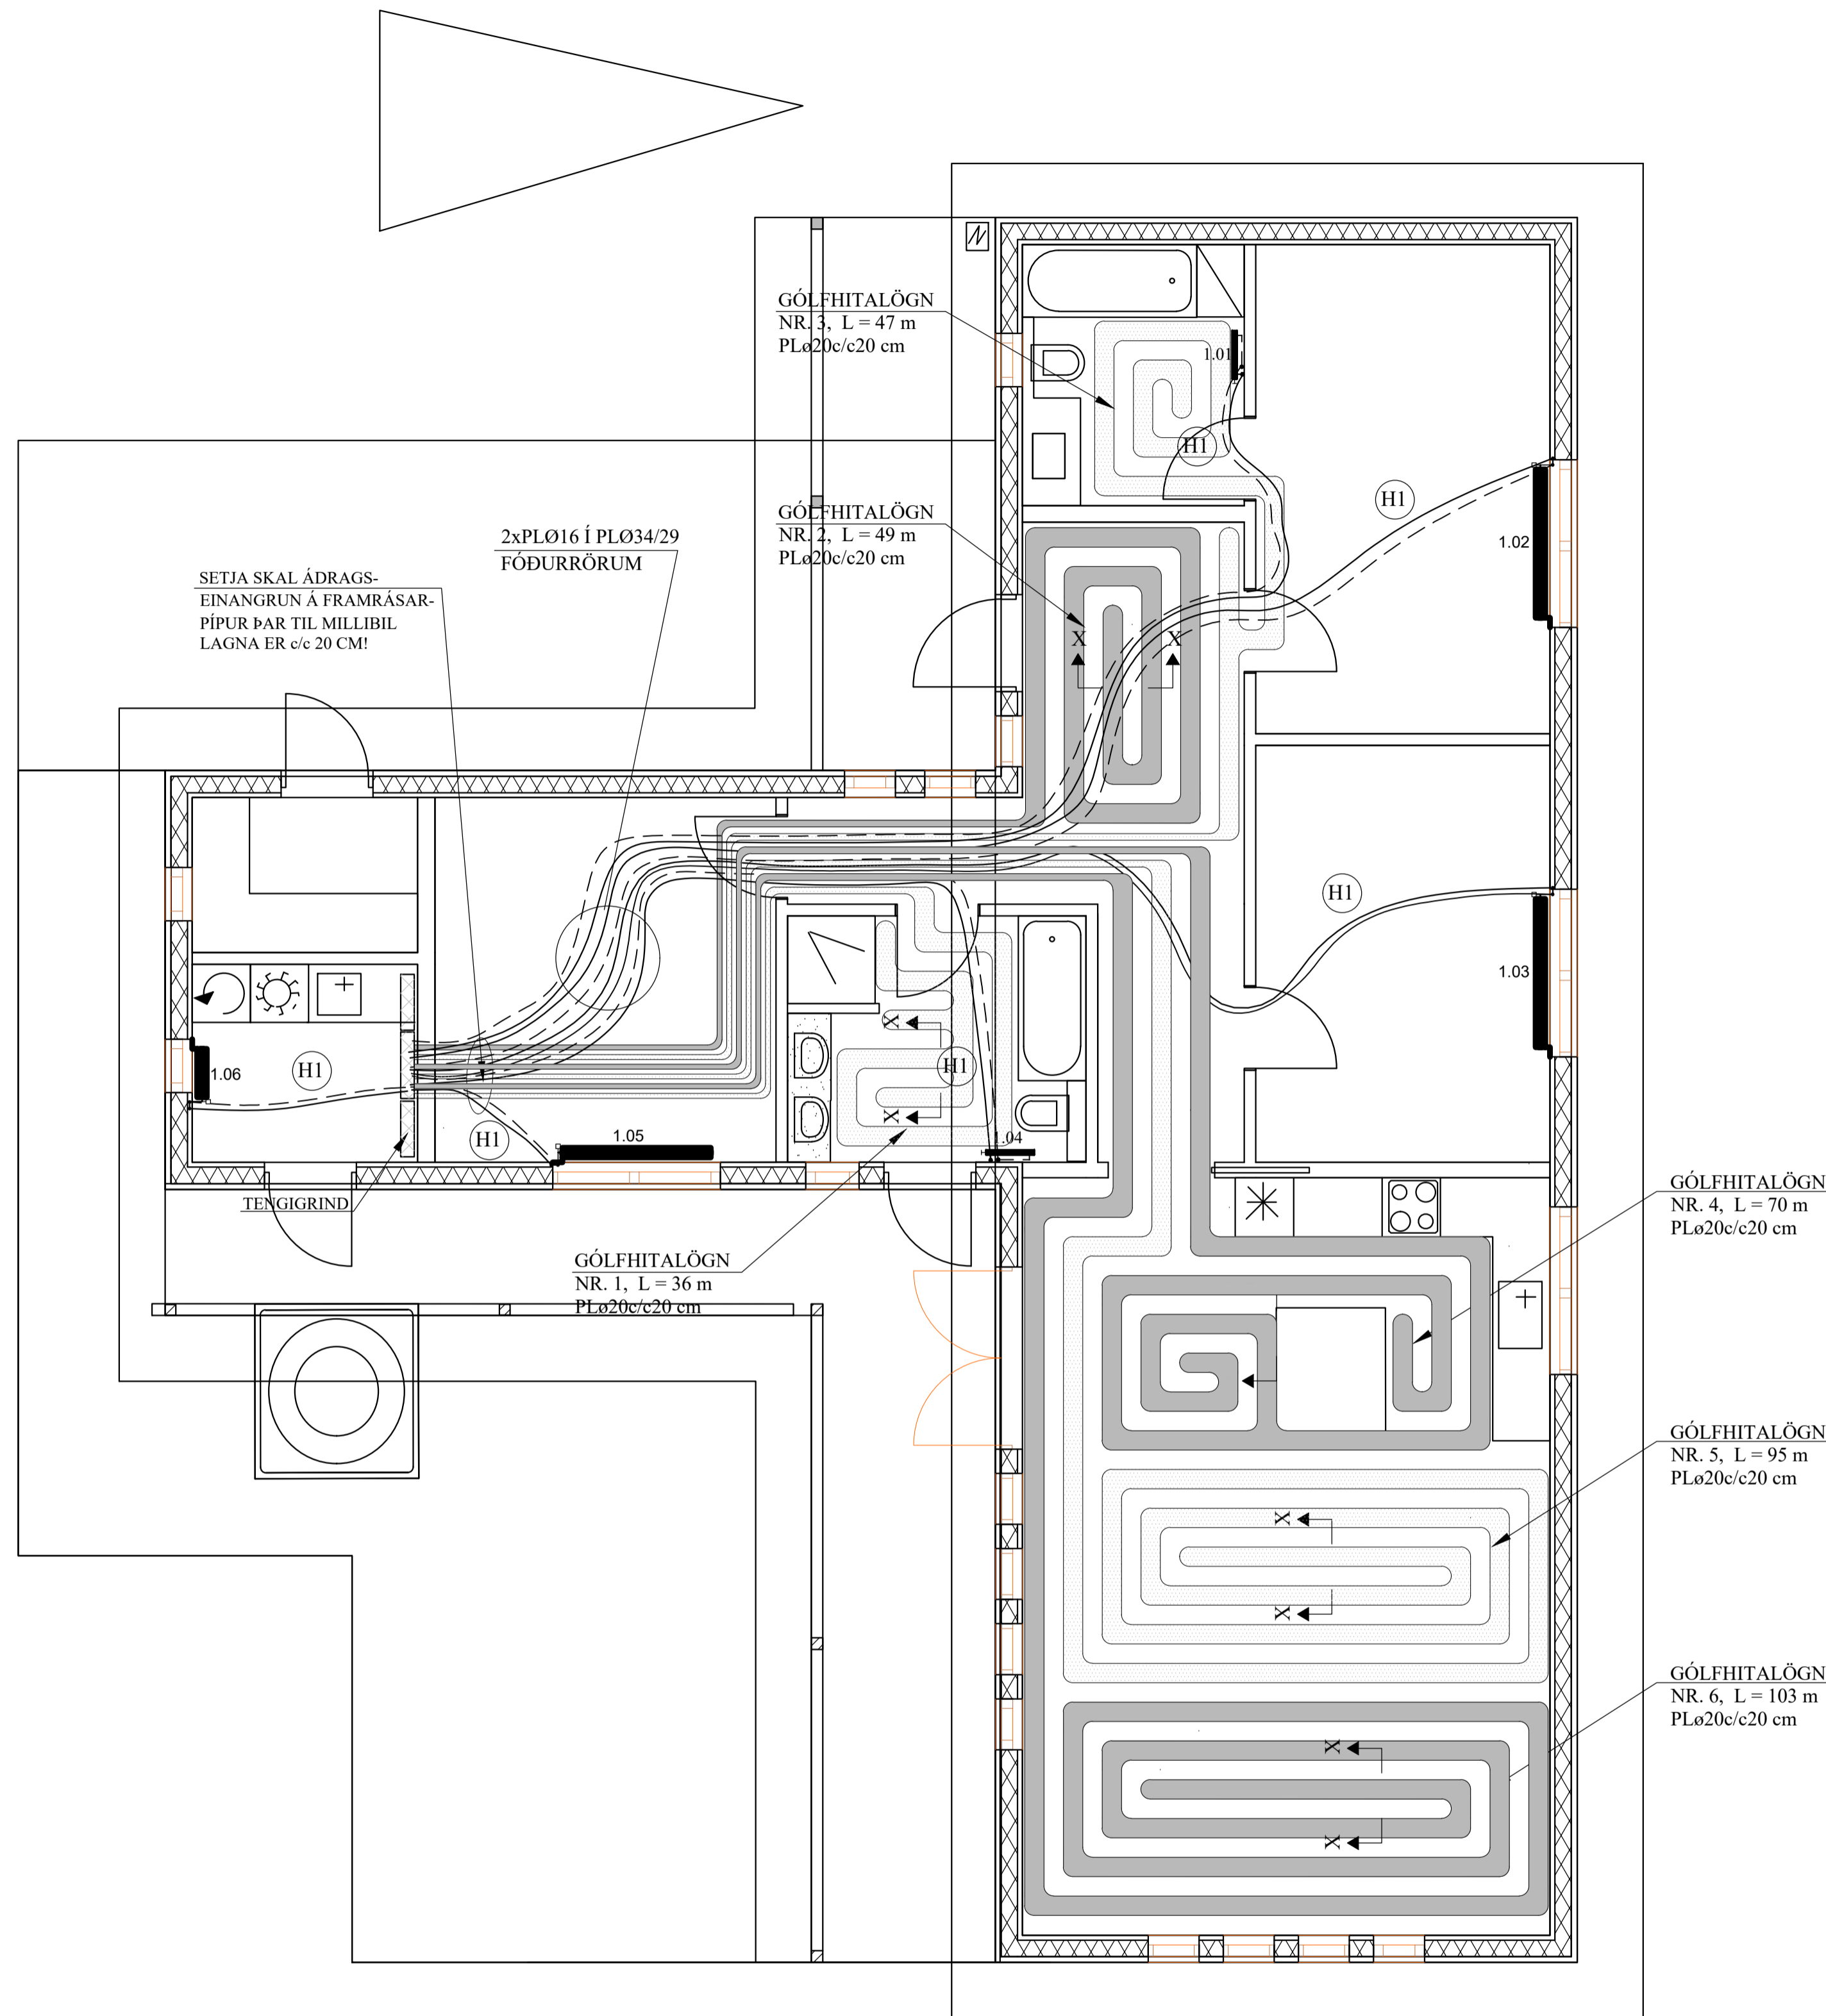 GÓLFHITALÖGN
NR. 3, L = 47 m
PLø20c/c20 cm
1.01
H1
H1
1.02
GÓLFHITALÖGN
NR. 2, L = 49 m
PLø20c/c20 cm
2xPLØ16 Í PLØ34/29
FÓÐURRÖRUM
SETJA SKAL ÁDRAGS-
EINANGRUN Á FRAMRÁSAR-
PÍPUR ÞAR TIL MILLIBIL
LAGNA ER c/c 20 CM!
X X
H1
1.03
X
H1
1.06
H1
X
H1
1.05
1.04
TENGIGRIND
GÓLFHITALÖGN
NR. 1, L = 36 m
PLø20c/c20 cm
GÓLFHITALÖGN
NR. 4, L = 70 m
PLø20c/c20 cm
GÓLFHITALÖGN
NR. 5, L = 95 m
PLø20c/c20 cm
X
X
GÓLFHITALÖGN
NR. 6, L = 103 m
PLø20c/c20 cm
X
X